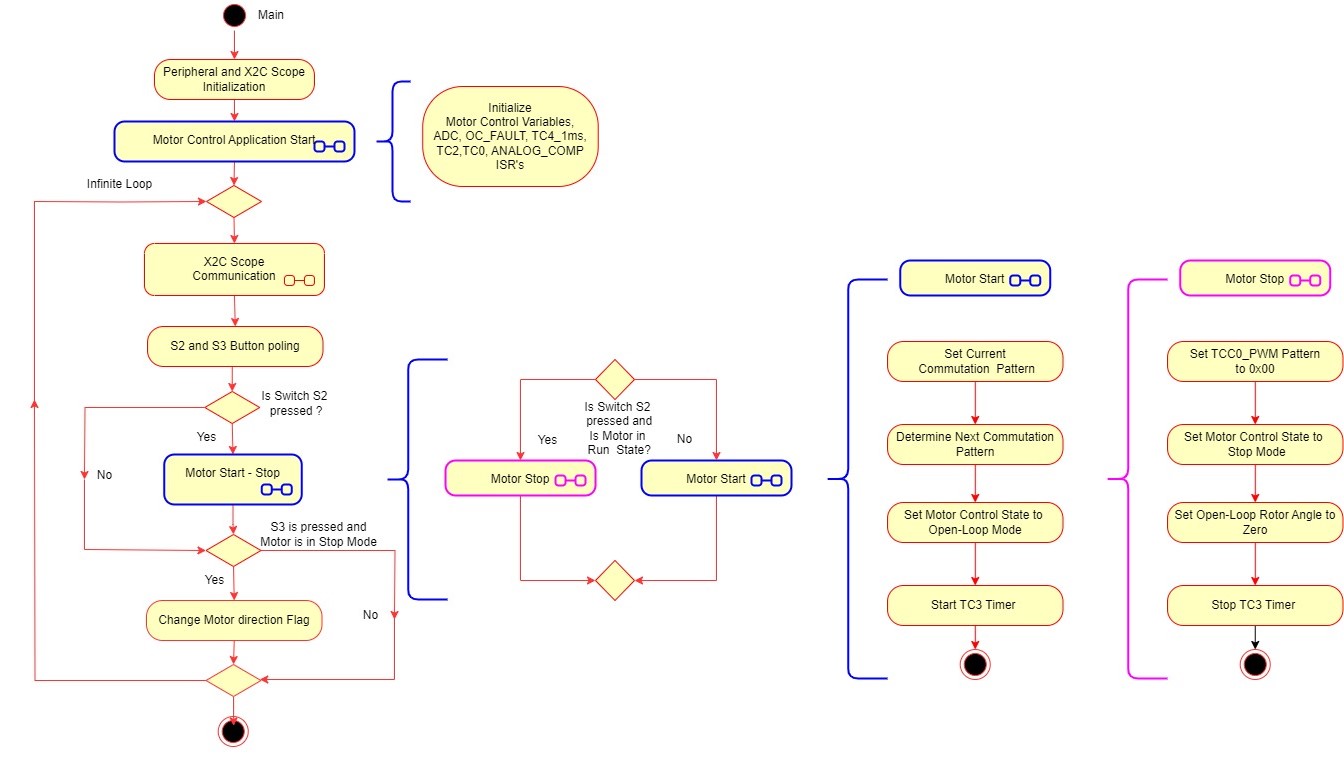 Main
Peripheral and X2C Scope
Initialization
Motor Control Application Start
Initialize
Motor Control Variables,
ADC, OC_FAULT, TC4_1ms,
TC2,TC0, ANALOG_COMP
ISR's
Infinite Loop
X2C Scope
Communication
S2 and S3 Button poling
Is Switch S2
pressed ?
Yes
No
Motor Start - Stop
S3 is pressed and
Motor is in Stop Mode
Yes
No
Change Motor direction Flag
Is Switch S2
pressed and
Is Motor in
Run State?
Yes
No
Motor Stop
Motor Start
Motor Start
Set Current
Commutation Pattern
Determine Next Commutation
Pattern
Set Motor Control State to
Open-Loop Mode
Start TC3 Timer
Motor Stop
Set TCC0_PWM Pattern
to 0x00
Set Motor Control State to
Stop Mode
Set Open-Loop Rotor Angle to
Zero
Stop TC3 Timer